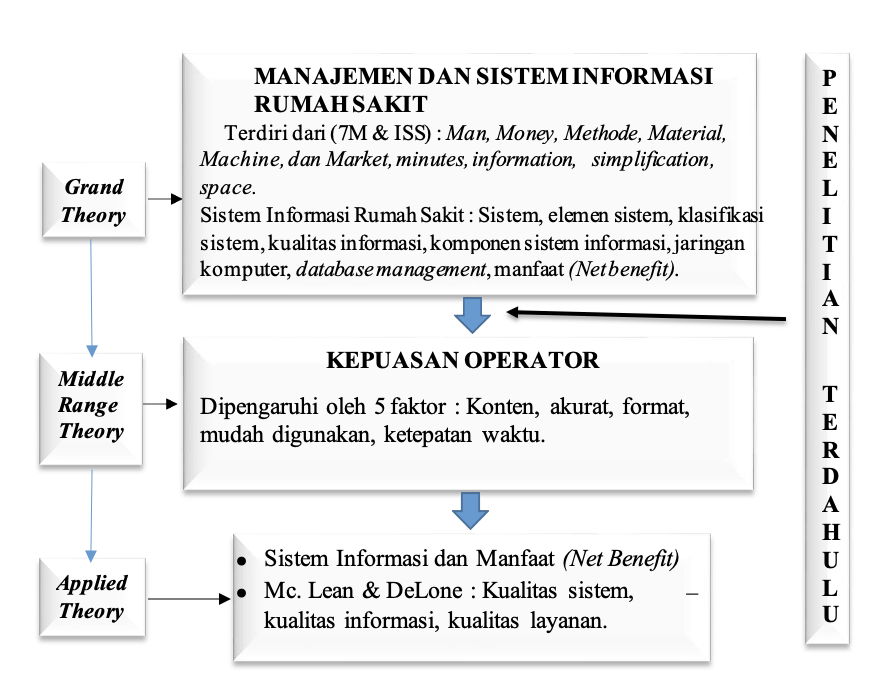 MANAJEMEN DAN SISTEM INFORMASI
RUMAH SAKIT
Terdiri dari (7M & ISS) : Man, Money, Methode, Material,
Machine, dan Market, minutes, information, simplification,
space.
Sistem Informasi Rumah Sakit : Sistem, elemen sistem, klasifikasi
sistem, kualitas informasi, komponen sistem informasi, jaringan
komputer, database management, manfaat (Net benefit).
Grand
Theory
KEPUASAN OPERATOR
Dipengaruhi oleh 5 faktor : Konten, akurat, format,
mudah digunakan, ketepatan waktu.
Middle
Range
Theory
Sistem Informasi dan Manfaat (Net Benefit)
Mc. Lean & DeLone : Kualitas sistem, –
kualitas informasi, kualitas layanan.
Applied
Theory
PENELITIAN TERDAHULU